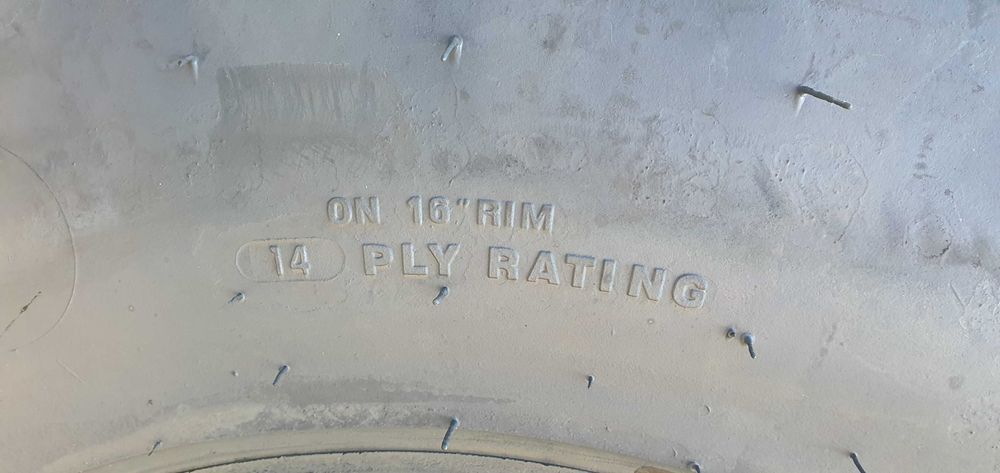 ON 16" RIM
14 PLY RATING